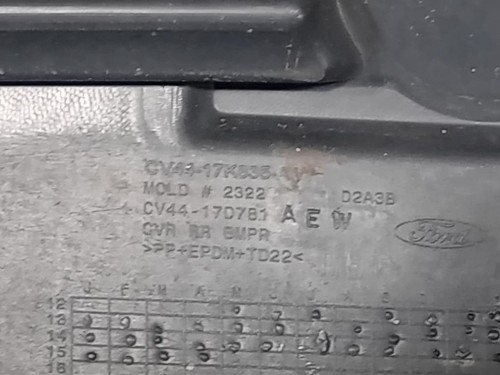 CV44-17K835
MOLD # 2322 D2A3B
CV44-17D781 AEW
CVR RR BMPR
>PP+EPDM+TD22<
Ford
J F M A M J
12
13
14
15
16